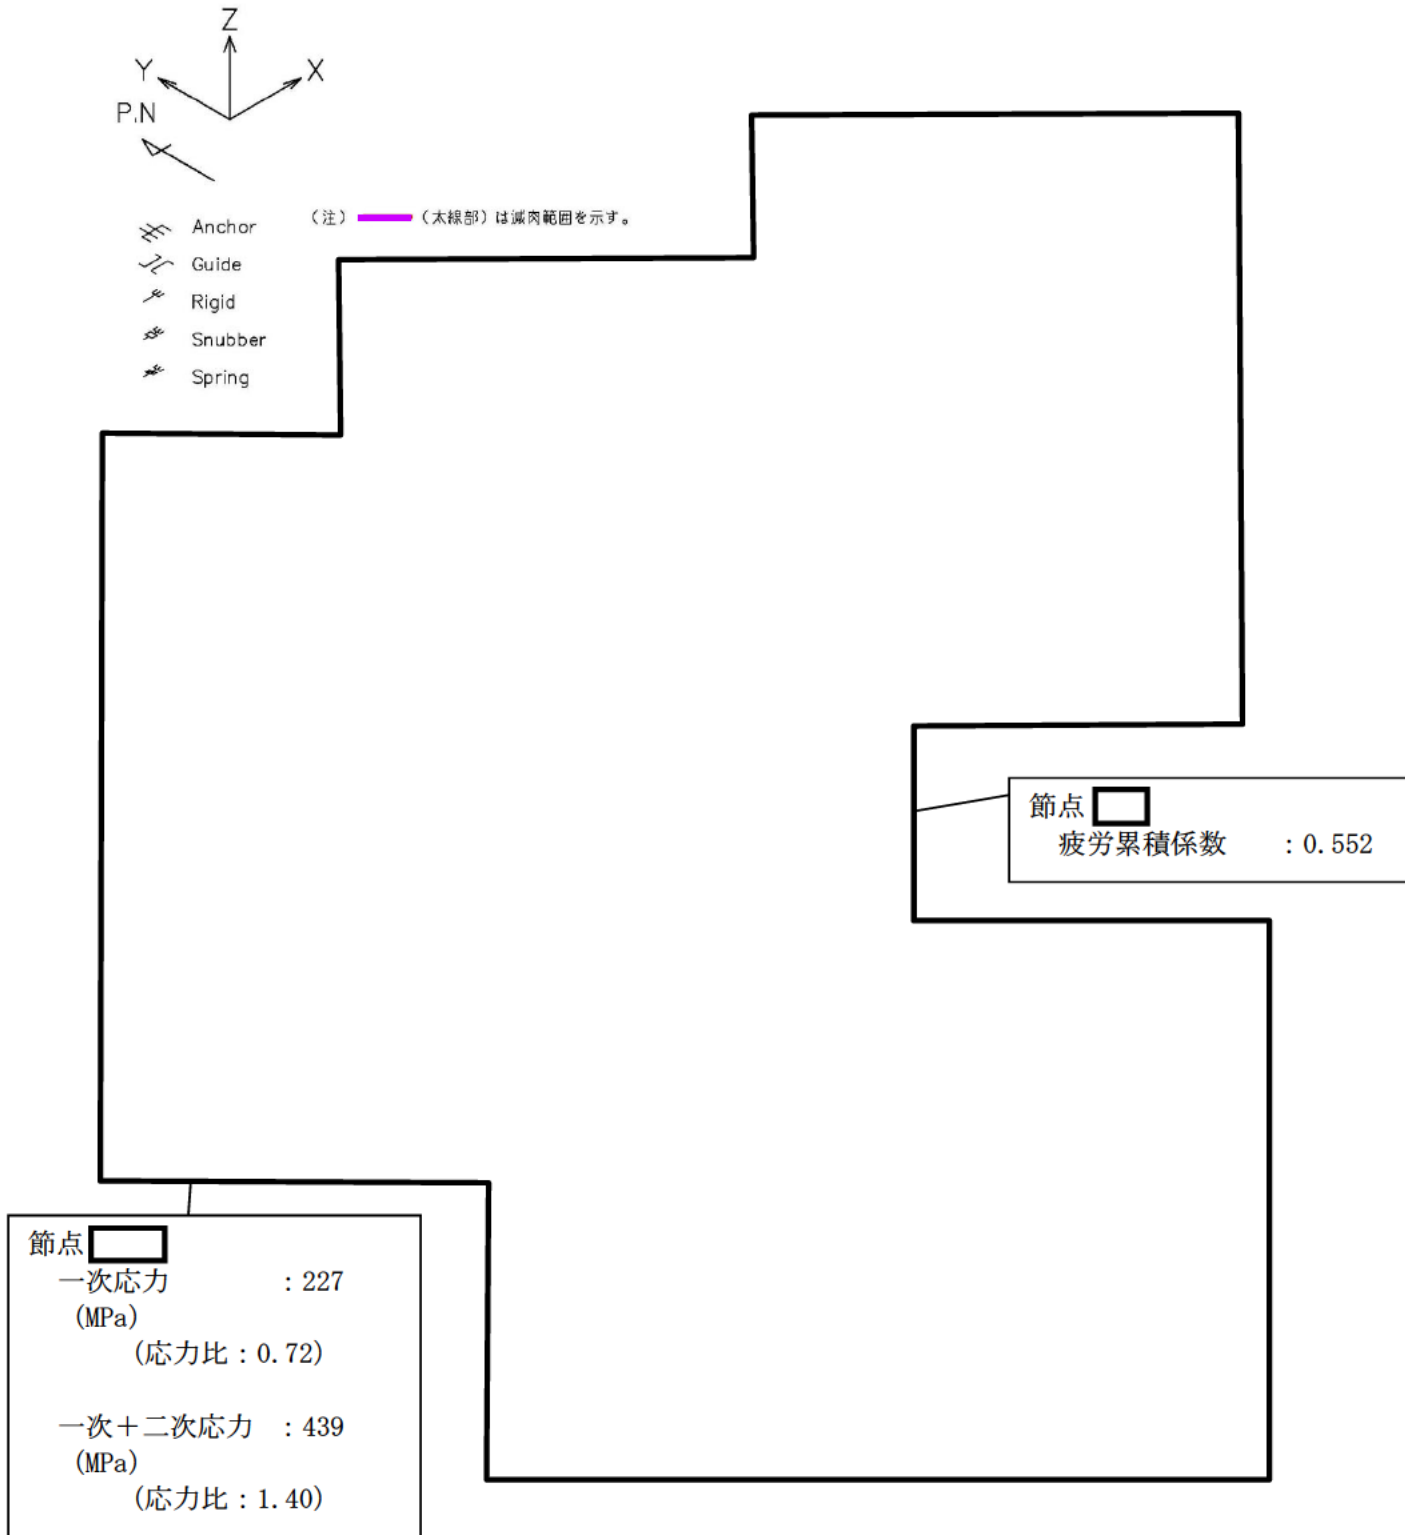 Z
Y
X
P.N
(注) (太線部)は減肉範囲を示す。
Anchor
Guide
Rigid
Snubber
Spring
節点
疲労累積係数 :0.552
節点
一次応力 :227
(MPa)
(応力比:0.72)
一次+二次応力 :439
(MPa)
(応力比:1.40)